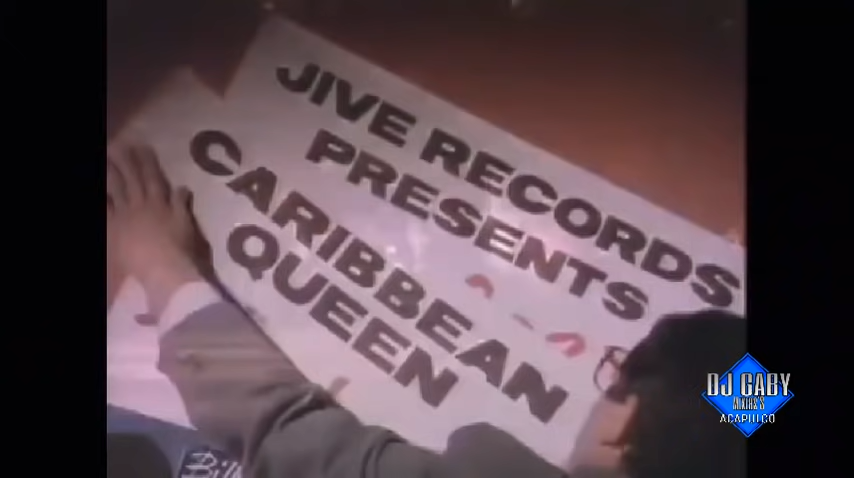 JIVE RECORDS
PRESENTS
CARIBBEAN
QUEEN
DJ GABY
ACAPULCO